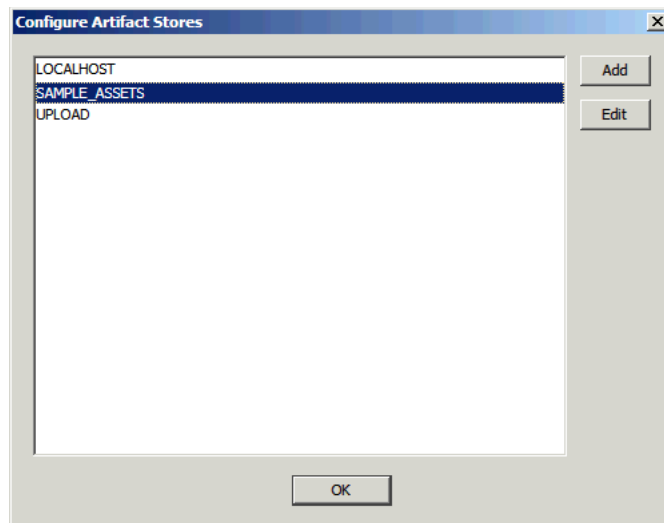 Configure Artifact Stores
LOCALHOST
Add
SAMPLE_ASSETS
UPLOAD
Edit
OK